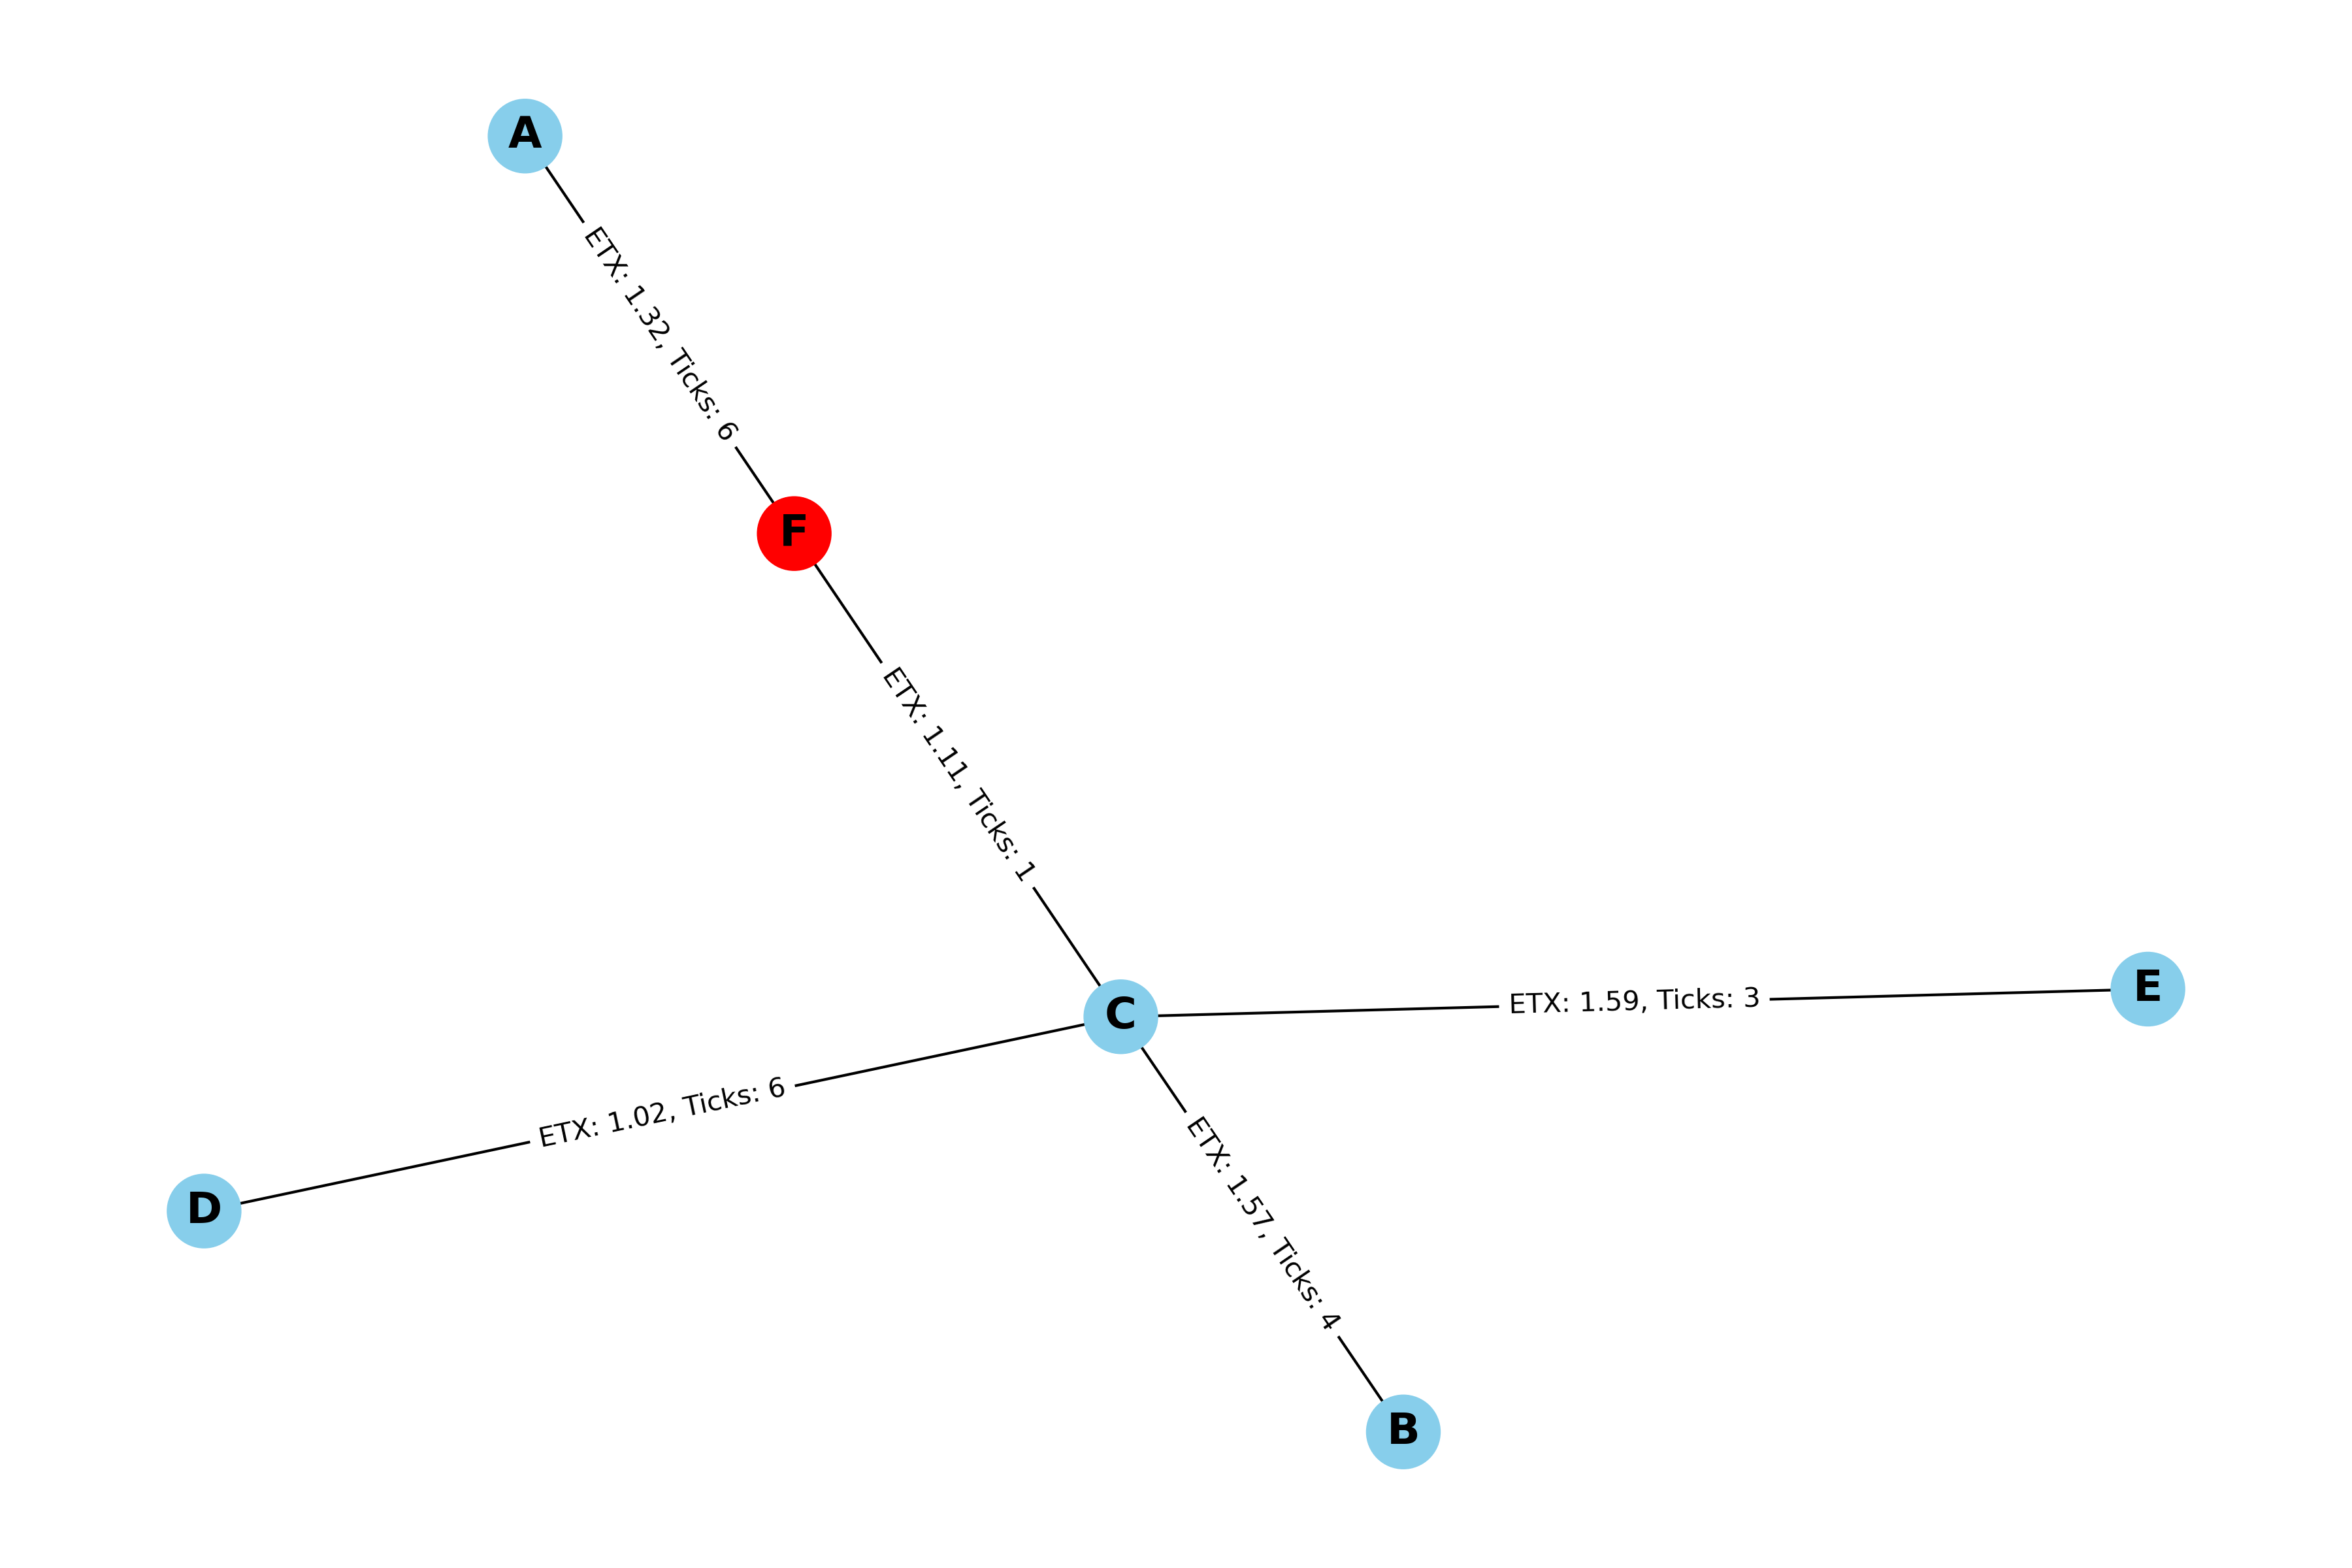 A
ETX: 1.32, Ticks: 6
F
ETX: 1.11, Ticks: 1
C
ETX: 1.59, Ticks: 3
E
ETX: 1.02, Ticks: 6
D
ETX: 1.57, Ticks: 4
B